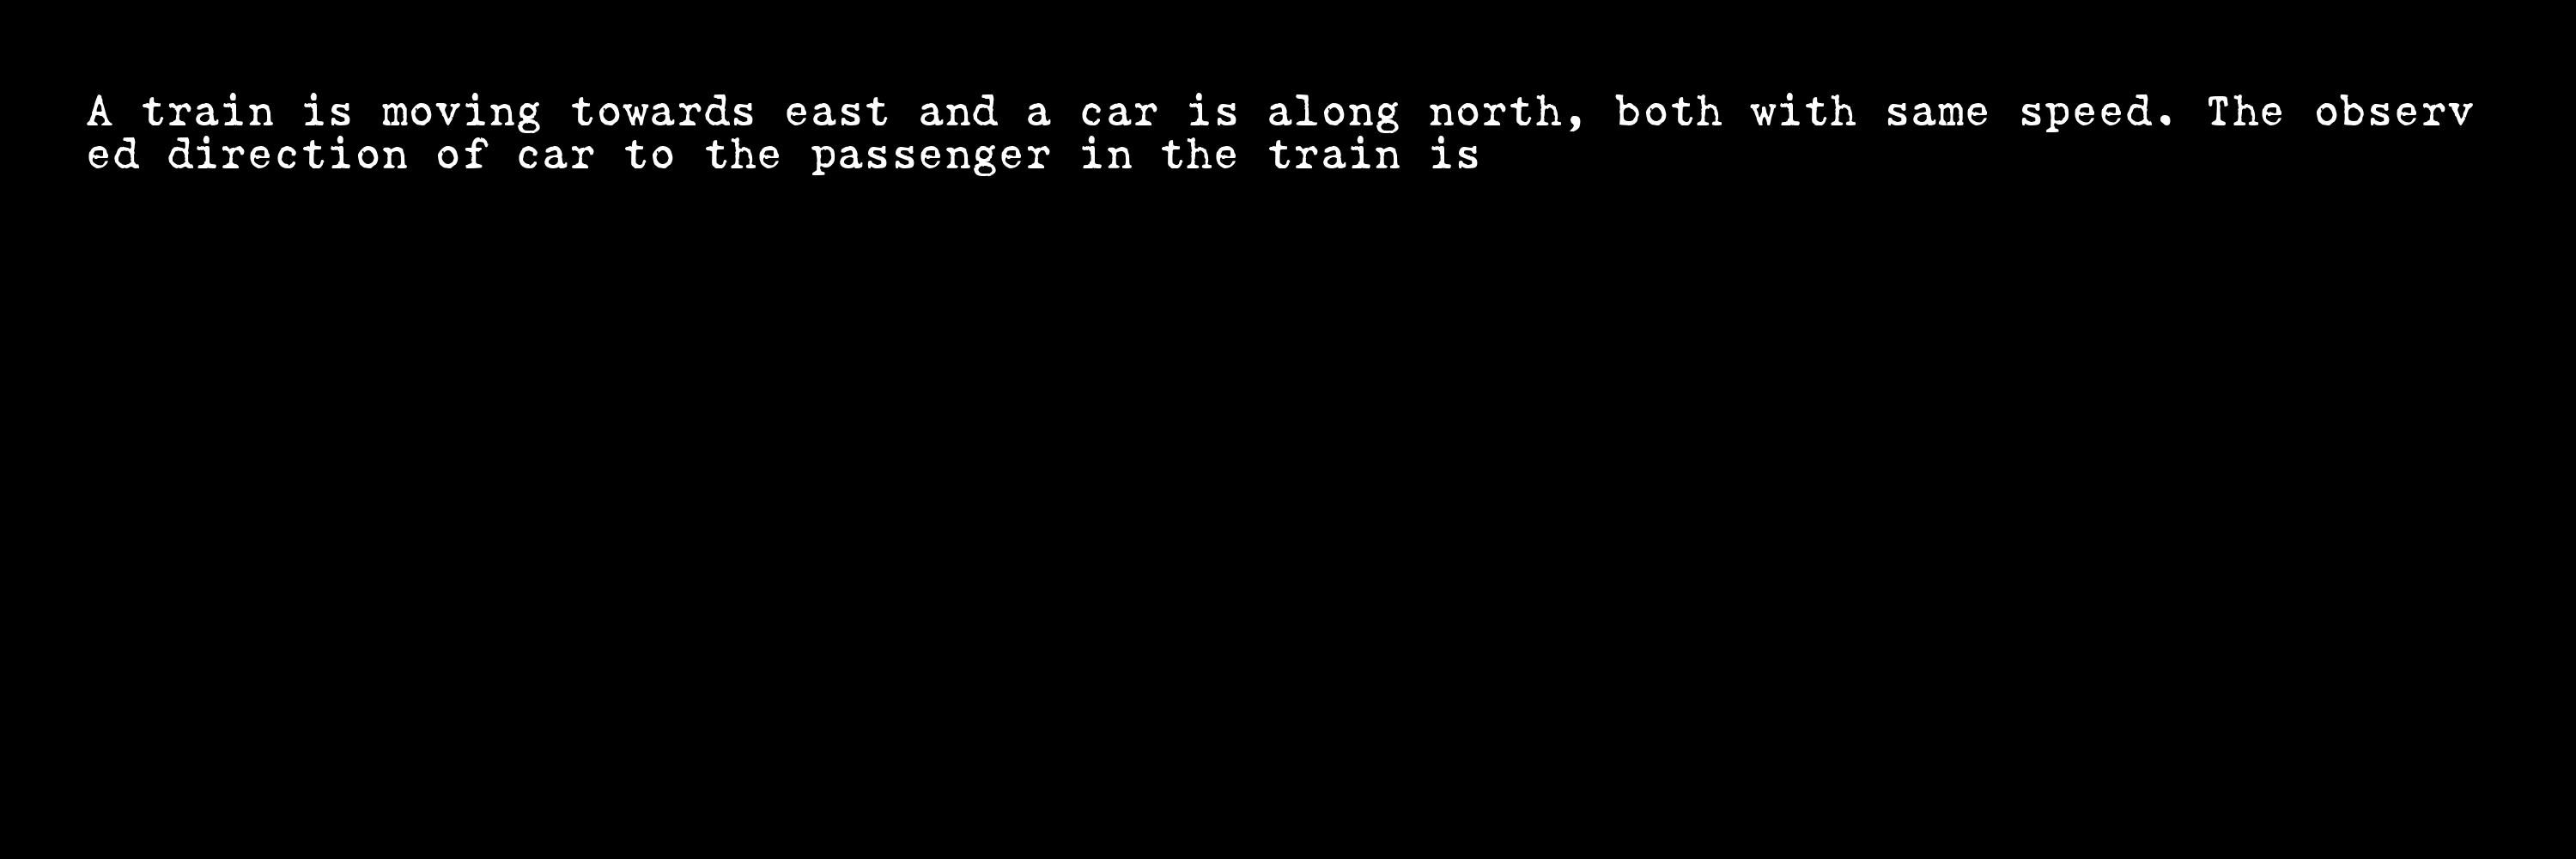 A train is moving towards east and a car is along north, both with same speed. The observ
ed direction of car to the passenger in the train is